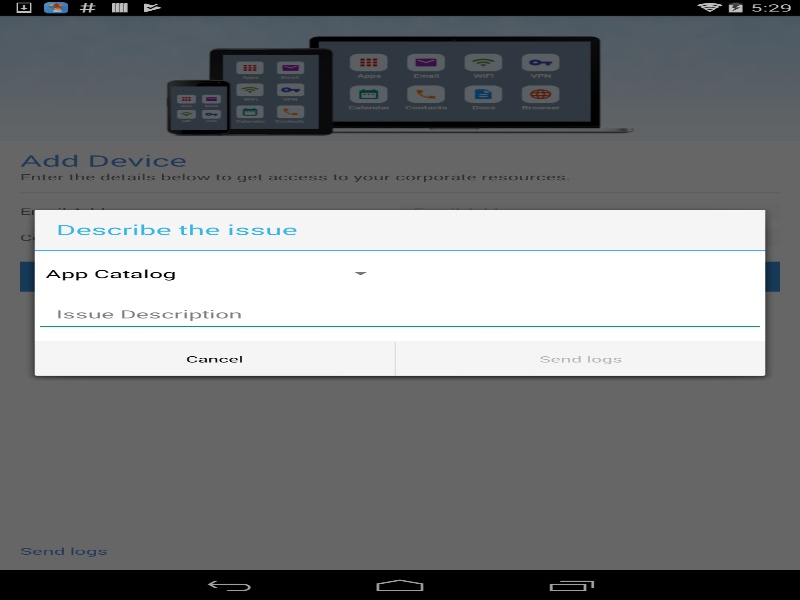 5:29
Apps Email WiFi VPN
Calendar Contacts Docs Browser
Add Device
Enter the details below to get access to your corporate resources.
Describe the issue
App Catalog
Issue Description
Cancel Send logs
Send logs